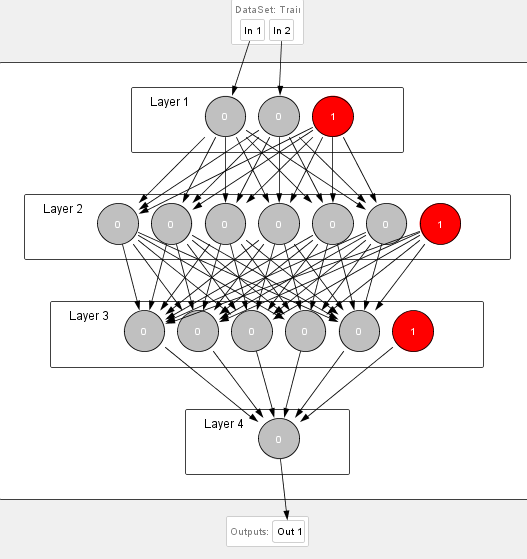 DataSet: Trair
In 1 In 2
Layer 1
0 0 1
Layer 2
0 0 0 0 0 0 1
Layer 3
0 0 0 0 0 1
Layer 4
0
Outputs: Out 1